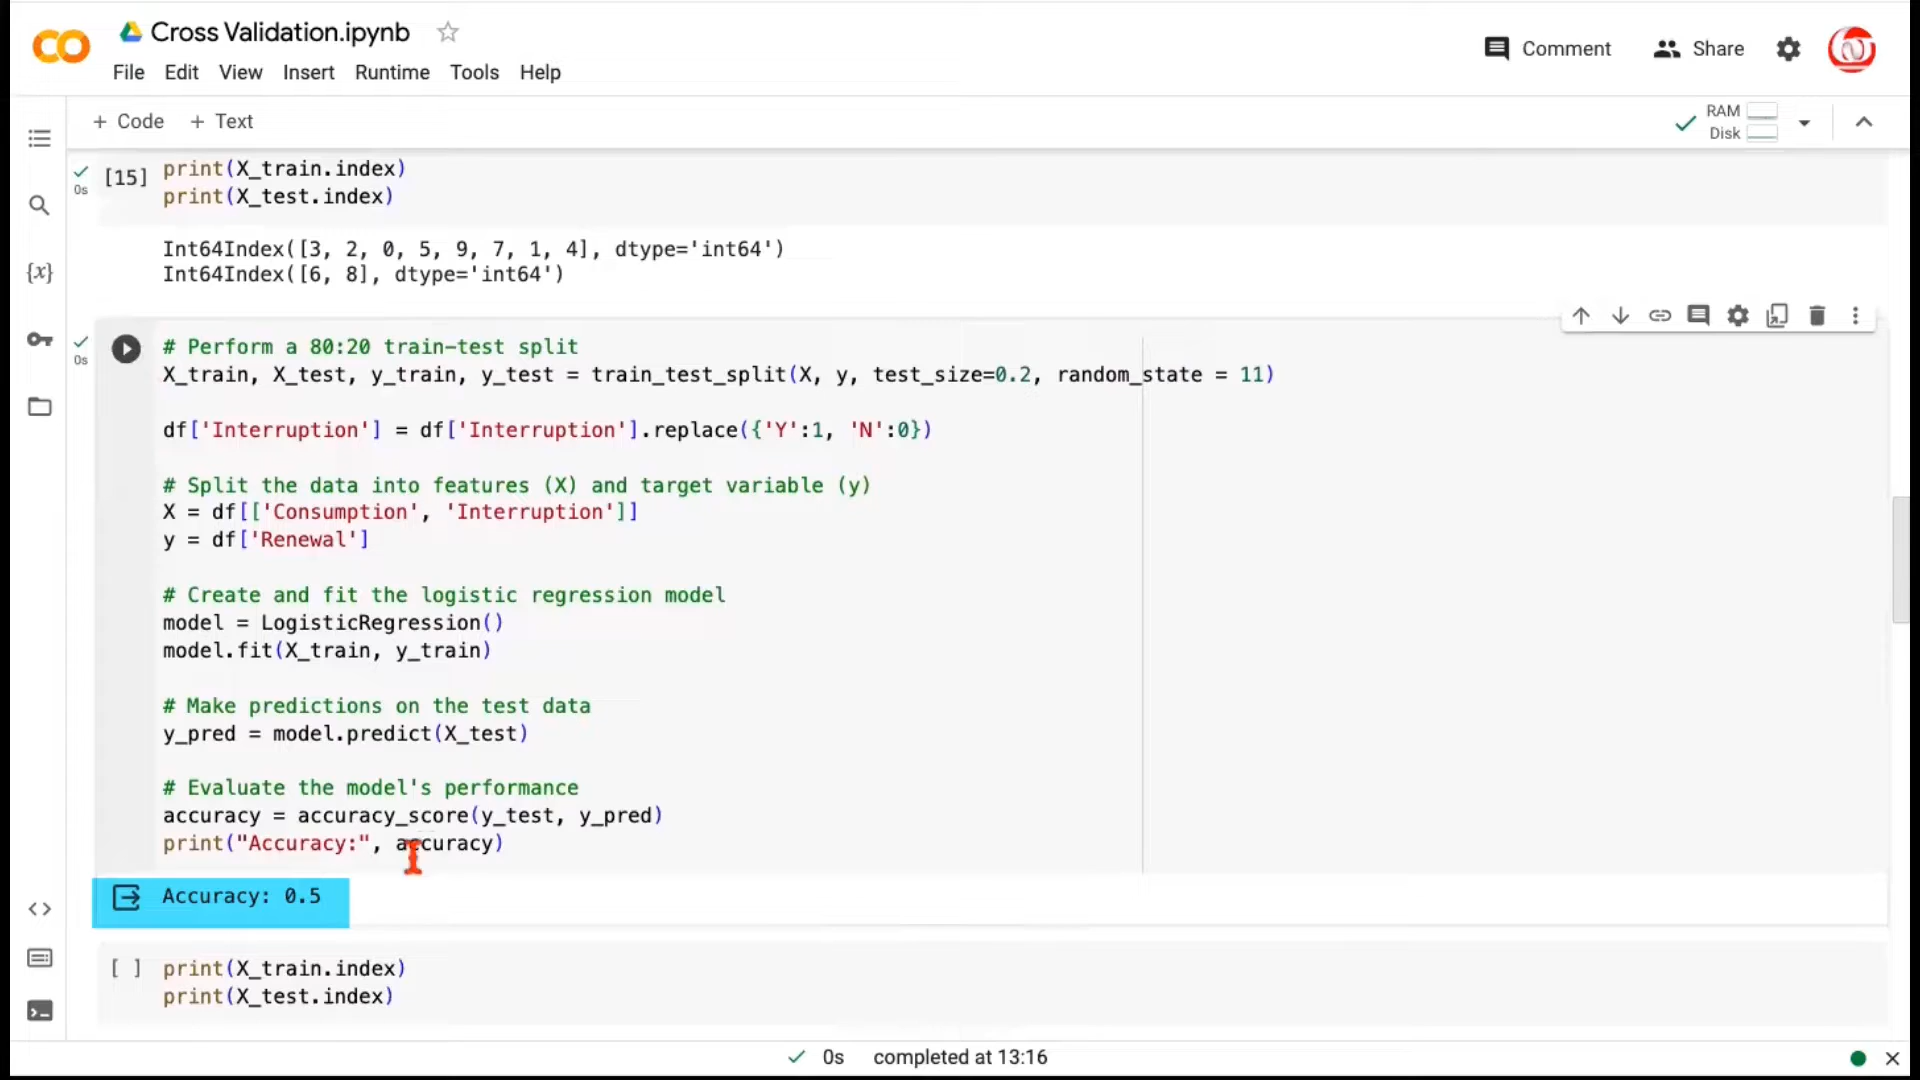 Cross Validation.ipynb
File Edit View Insert Runtime Tools Help
Comment Share
+ Code + Text
RAM
Disk
0s
[15]
print(X_train.index)
print(X_test.index)
Int64Index([3, 2, 0, 5, 9, 7, 1, 4], dtype='int64')
Int64Index([6, 8], dtype='int64')
{x}
0s
# Perform a 80:20 train-test split
X_train, X_test, y_train, y_test = train_test_split(X, y, test_size=0.2, random_state = 11)
df['Interruption'] = df['Interruption'].replace({'Y':1, 'N':0})
# Split the data into features (X) and target variable (y)
X = df[['Consumption', 'Interruption']]
y = df['Renewal']
# Create and fit the logistic regression model
model = LogisticRegression()
model.fit(X_train, y_train)
# Make predictions on the test data
y_pred = model.predict(X_test)
# Evaluate the model's performance
accuracy = accuracy_score(y_test, y_pred)
print("Accuracy:", accuracy)
Accuracy: 0.5
[ ] print(X_train.index)
print(X_test.index)
0s completed at 13:16